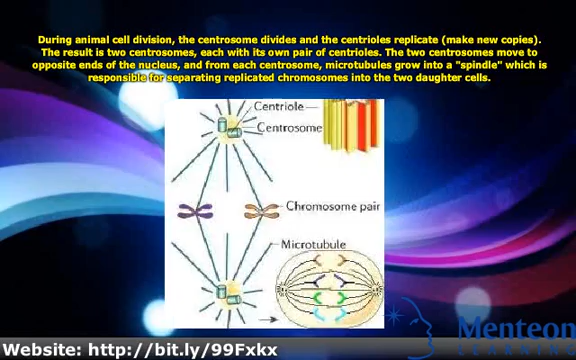 During animal cell division, the centrosome divides and the centrioles replicate (make new copies).
The result is two centrosomes, each with its own pair of centrioles. The two centrosomes move to
opposite ends of the nucleus, and from each centrosome, microtubules grow into a "spindle" which is
responsible for separating replicated chromosomes into the two daughter cells.
Centriole
Centrosome
Chromosome pair
Microtubule
Menteon
LEARNING
Website: http://bit.ly/99Fxkx